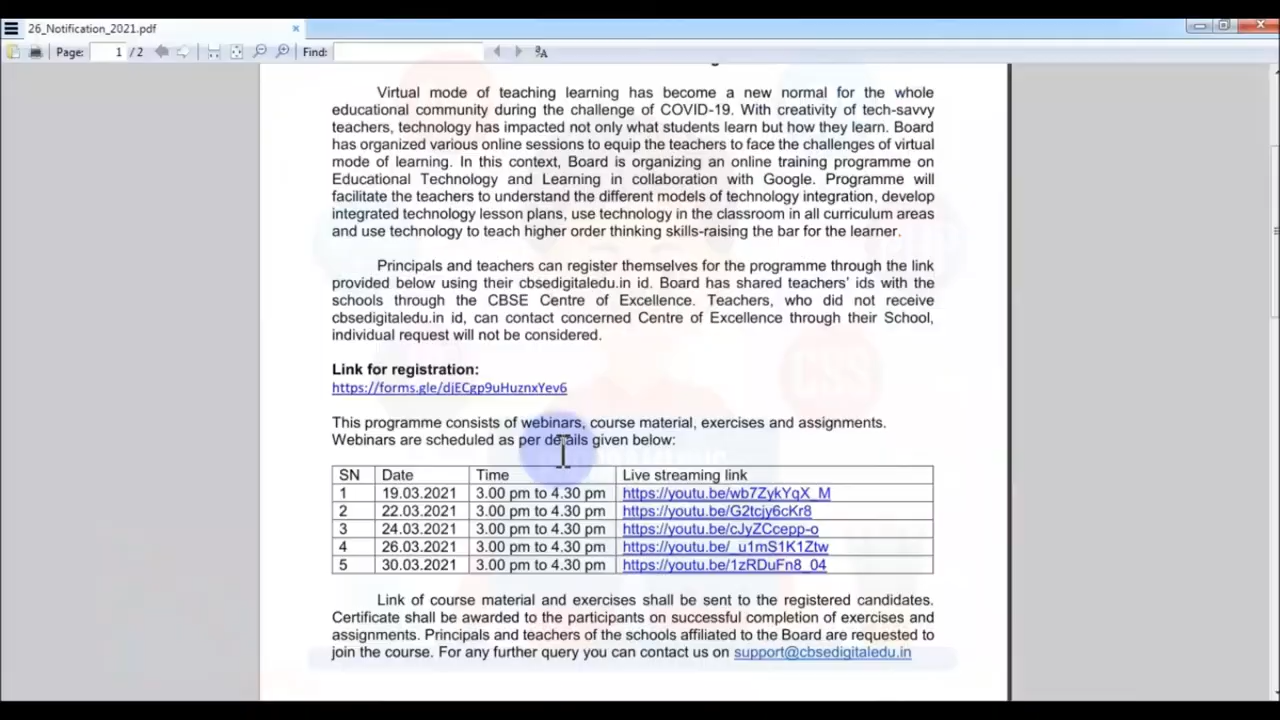 26_Notification_2021.pdf
Page: 1 / 2 Find:
Virtual mode of teaching learning has become a new normal for the whole
educational community during the challenge of COVID-19. With creativity of tech-savvy
teachers, technology has impacted not only what students learn but how they learn. Board
has organized various online sessions to equip the teachers to face the challenges of virtual
mode of learning. In this context, Board is organizing an online training programme on
Educational Technology and Learning in collaboration with Google. Programme will
facilitate the teachers to understand the different models of technology integration, develop
integrated technology lesson plans, use technology in the classroom in all curriculum areas
and use technology to teach higher order thinking skills-raising the bar for the learner.
Principals and teachers can register themselves for the programme through the link
provided below using their cbsedigitaledu.in id. Board has shared teachers' ids with the
schools through the CBSE Centre of Excellence. Teachers, who did not receive
cbsedigitaledu.in id, can contact concerned Centre of Excellence through their School,
individual request will not be considered.
Link for registration:
https://forms.gle/djECgp9uHuznxYev6
This programme consists of webinars, course material, exercises and assignments.
Webinars are scheduled as per details given below:
SN Date Time Live streaming link
1 19.03.2021 3.00 pm to 4.30 pm https://youtu.be/wb7ZykYqX_M
2 22.03.2021 3.00 pm to 4.30 pm https://youtu.be/G2tcjy6cKr8
3 24.03.2021 3.00 pm to 4.30 pm https://youtu.be/cJyZCcepp-o
4 26.03.2021 3.00 pm to 4.30 pm https://youtu.be/_u1mS1K1Ztw
5 30.03.2021 3.00 pm to 4.30 pm https://youtu.be/1zRDuFn8_04
Link of course material and exercises shall be sent to the registered candidates.
Certificate shall be awarded to the participants on successful completion of exercises and
assignments. Principals and teachers of the schools affiliated to the Board are requested to
join the course. For any further query you can contact us on support@cbsedigitaledu.in